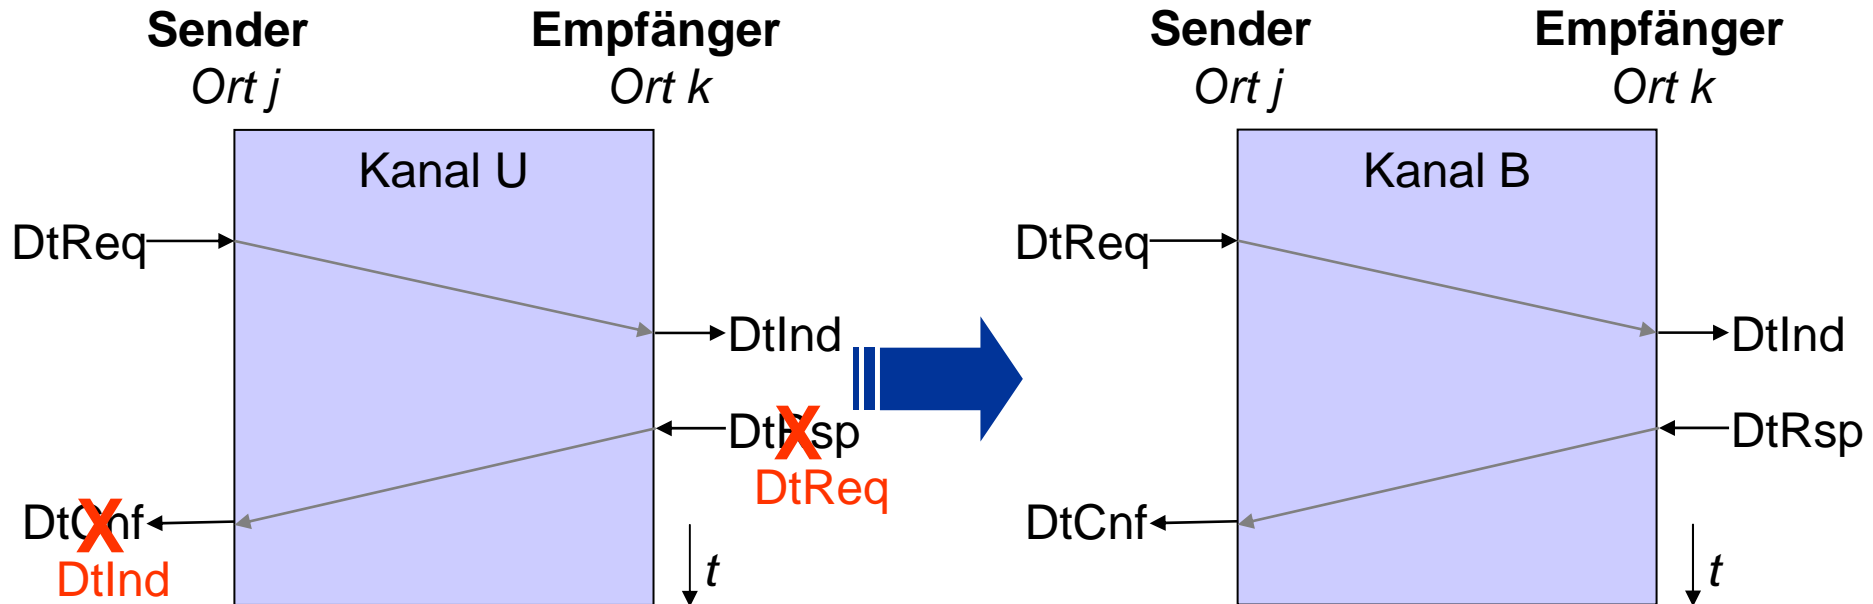 Sender Empfänger
Ort j Ort k
Kanal U
DtReq
DtInd
DtRsp
DtReq
DtCnf
DtInd
t
Sender Empfänger
Ort j Ort k
Kanal B
DtReq
DtInd
DtRsp
DtCnf
t